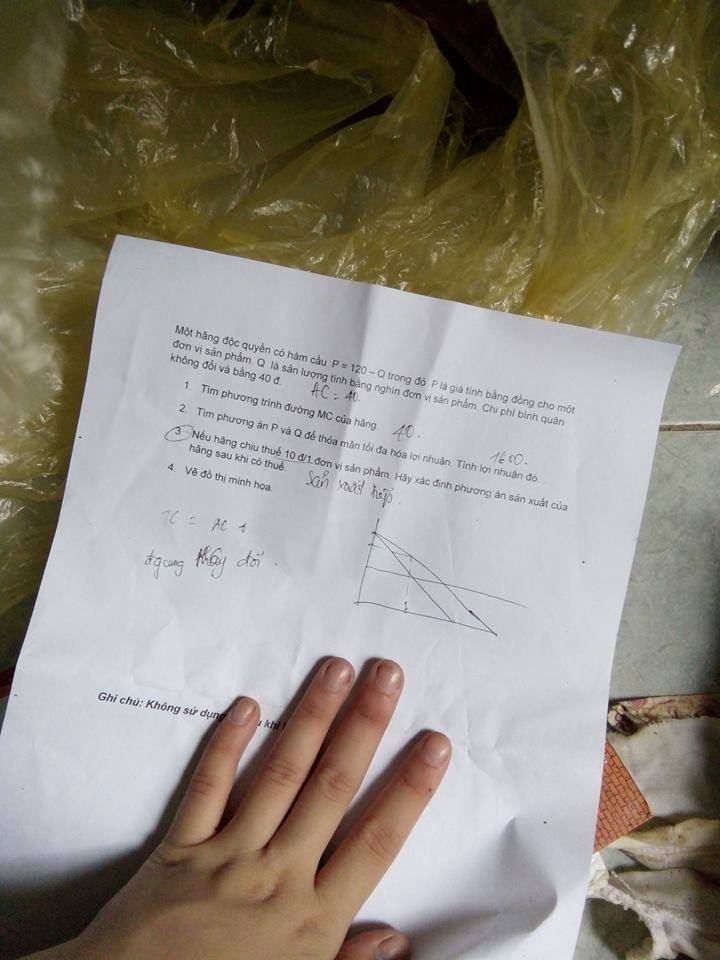 Một hãng độc quyền có hàm cầu P = 120 – Q trong đó P là giá tính bằng đồng cho một
đơn vị sản phẩm. Q là sản lượng tính bằng nghìn đơn vị sản phẩm. Chi phí bình quân
không đổi và bằng 40 đ.
AC = 40.
1. Tìm phương trình đường MC của hãng.
40.
2. Tìm phương án P và Q để thỏa mãn tối đa hóa lợi nhuận. Tính lợi nhuận đó.
1600.
3. Nếu hãng chịu thuế 10 đ/1 đơn vị sản phẩm. Hãy xác định phương án sản xuất của
hãng sau khi có thuế.
sản xuất
4. Vẽ đồ thị minh họa.
TC = AC
đổi.
Ghi chú: Không sử dụng khi